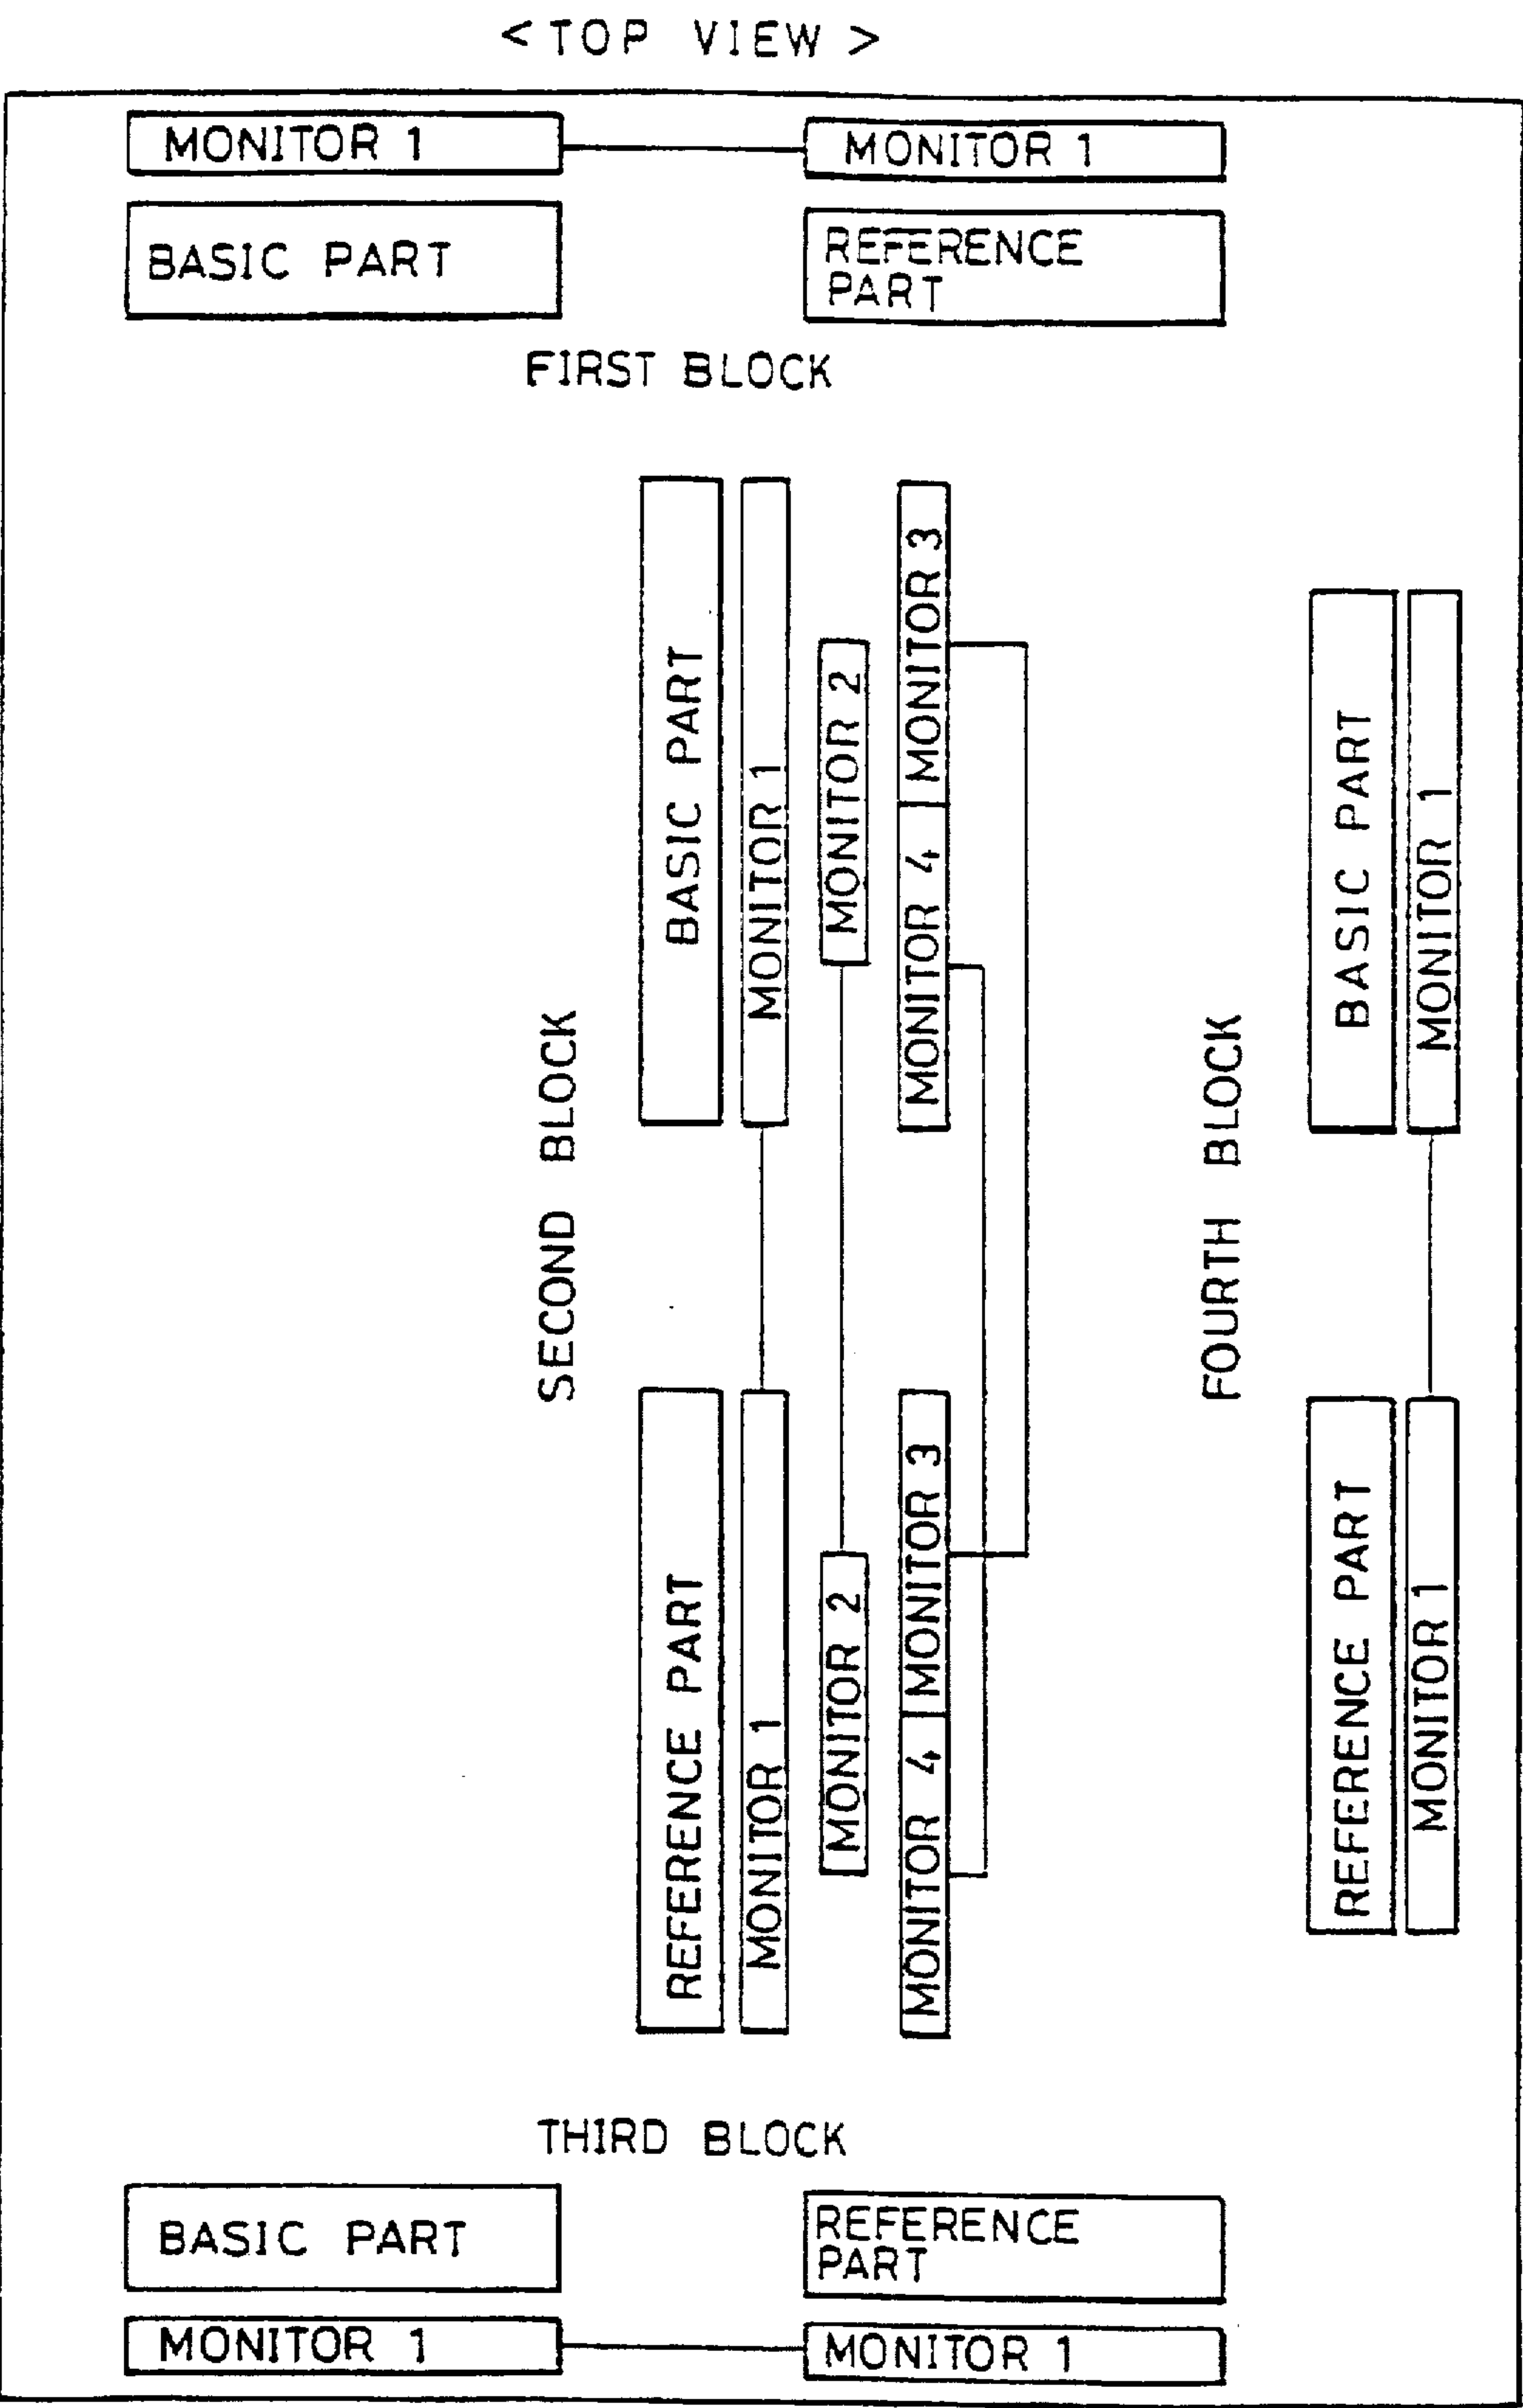 <TOP VIEW>
MONITOR 1
MONITOR 1
BASIC PART
REFERENCE
PART
FIRST BLOCK
SECOND BLOCK
BASIC PART
MONITOR 1
MONITOR 2
MONITOR 4
MONITOR 3
REFERENCE PART
MONITOR 1
MONITOR 2
MONITOR 4
MONITOR 3
FOURTH BLOCK
BASIC PART
MONITOR 1
REFERENCE PART
MONITOR 1
THIRD BLOCK
BASIC PART
REFERENCE
PART
MONITOR 1
MONITOR 1